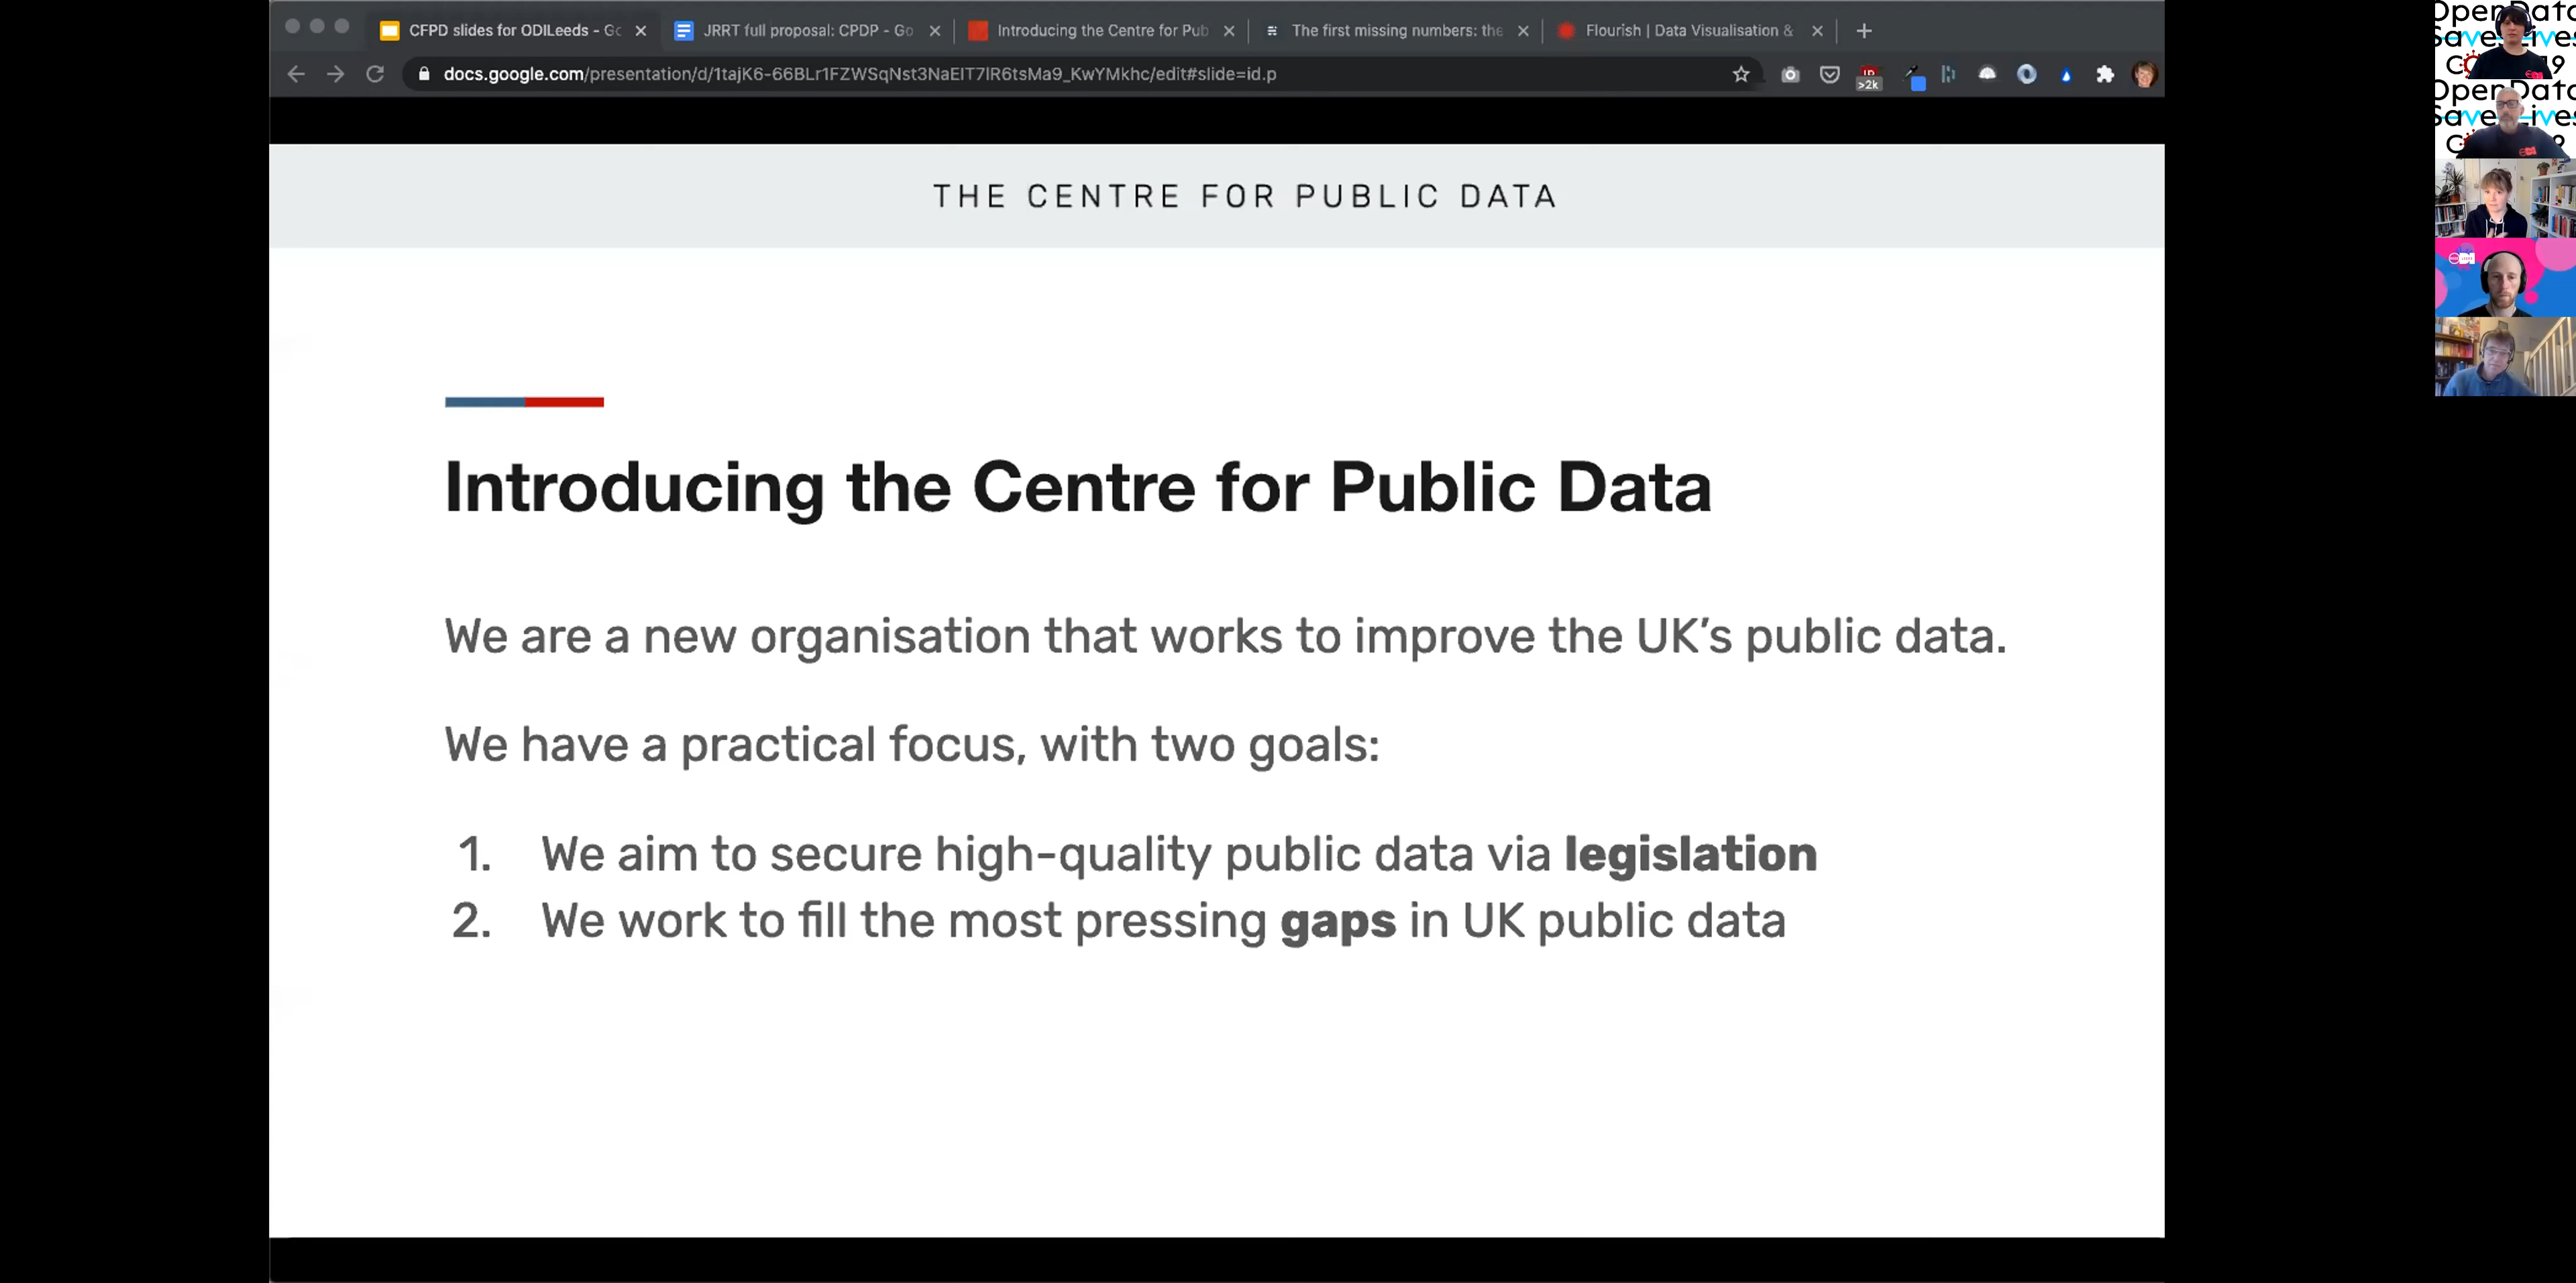 CFPD slides for ODILeeds - Go
JRRT full proposal: CPDP - Go
Introducing the Centre for Pub
The first missing numbers: the
Flourish | Data Visualisation &
docs.google.com/presentation/d/1tajK6-66BLr1FZWSqNst3NaEIT7IR6tsMa9_KwYMkhc/edit#slide=id.p
>2k
THE CENTRE FOR PUBLIC DATA
Introducing the Centre for Public Data
We are a new organisation that works to improve the UK’s public data.
We have a practical focus, with two goals:
1. We aim to secure high-quality public data via legislation
2. We work to fill the most pressing gaps in UK public data